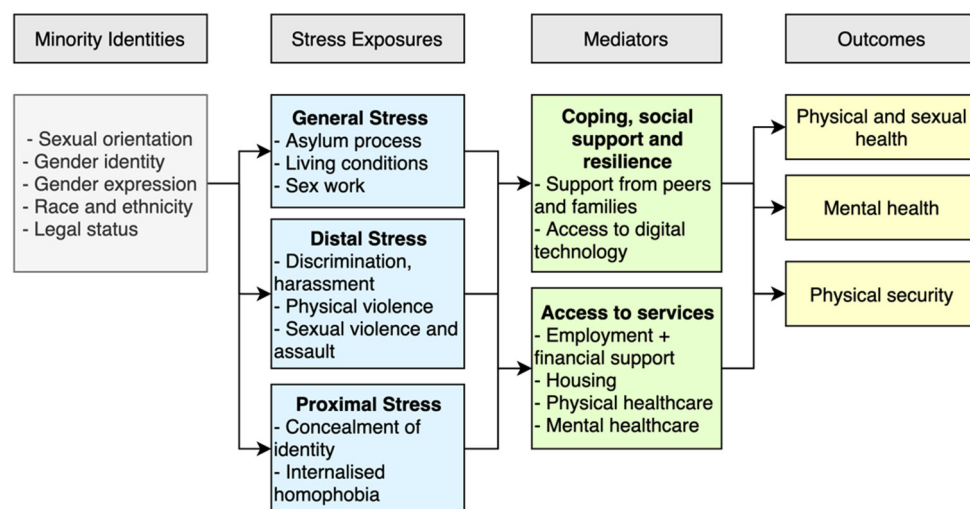 Minority Identities
Stress Exposures
Mediators
Outcomes
- Sexual orientation
- Gender identity
- Gender expression
- Race and ethnicity
- Legal status
General Stress
- Asylum process
- Living conditions
- Sex work
Distal Stress
- Discrimination,
harassment
- Physical violence
- Sexual violence and
assault
Proximal Stress
- Concealment of
identity
- Internalised
homophobia
Coping, social
support and
resilience
- Support from peers
and families
- Access to digital
technology
Access to services
- Employment +
financial support
- Housing
- Physical healthcare
- Mental healthcare
Physical and sexual
health
Mental health
Physical security